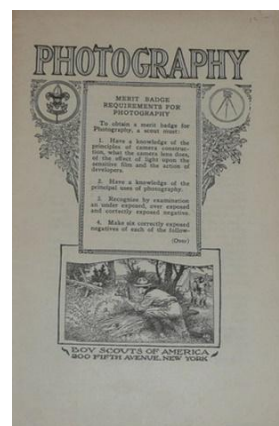 PHOTOGRAPHY
MERIT BADGE
REQUIREMENTS FOR
PHOTOGRAPHY
To obtain a merit badge for
Photography, a scout must:
1. Have a knowledge of the
principles of camera construc-
tion, what the camera lens does,
of the effect of light upon the
sensitive film and the action of
developers.
2. Have a knowledge of the
principal uses of photography.
3. Recognize by examination
an under exposed, over exposed
and correctly exposed negative.
4. Make six correctly exposed
negatives of each of the follow-
(Over)
BOY SCOUTS OF AMERICA
200 FIFTH AVENUE, NEW YORK